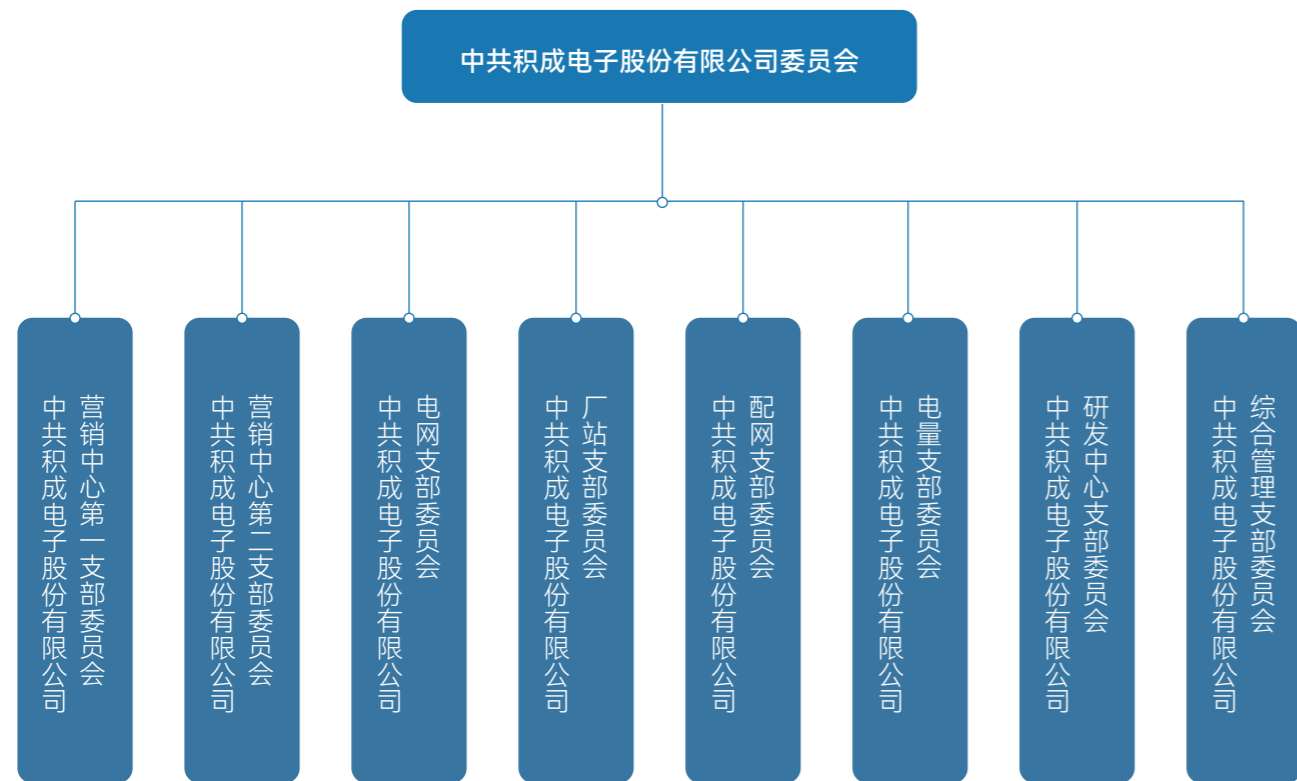 中共积成电子股份有限公司委员会
中共积成电子股份有限公司
营销中心第一支部委员会
中共积成电子股份有限公司
营销中心第二支部委员会
中共积成电子股份有限公司
电网支部委员会
中共积成电子股份有限公司
厂站支部委员会
中共积成电子股份有限公司
配网支部委员会
中共积成电子股份有限公司
电量支部委员会
中共积成电子股份有限公司
研发中心支部委员会
中共积成电子股份有限公司
综合管理支部委员会